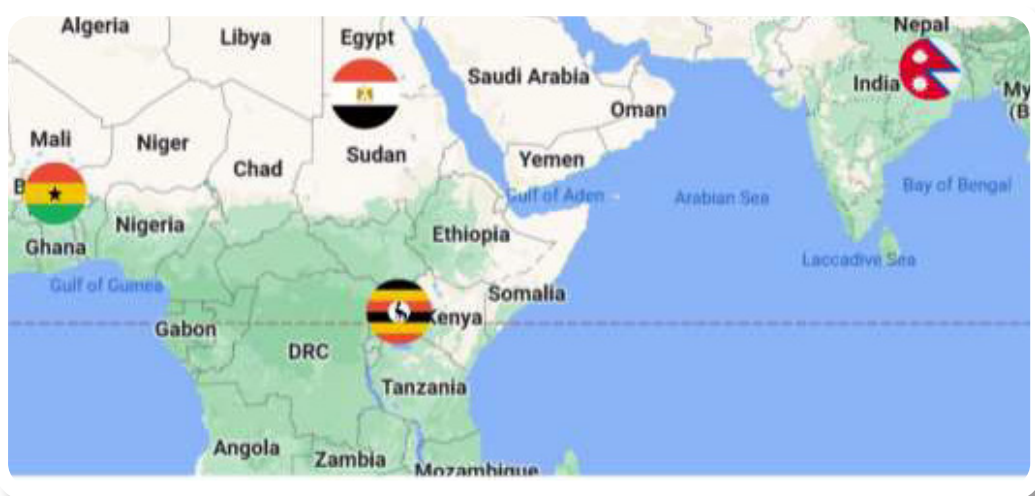 Algeria
Libya
Egypt
Nepal
Saudi Arabia
India
My
(B
Oman
Mali
Niger
Chad
Sudan
Yemen
B
Gulf of Aden
Arabian Sea
Bay of Bengal
Nigeria
Ghana
Ethiopia
Laccadive Sea
Gulf of Guinea
Somalia
Kenya
Gabon
DRC
Tanzania
Angola
Zambia
Mozambique